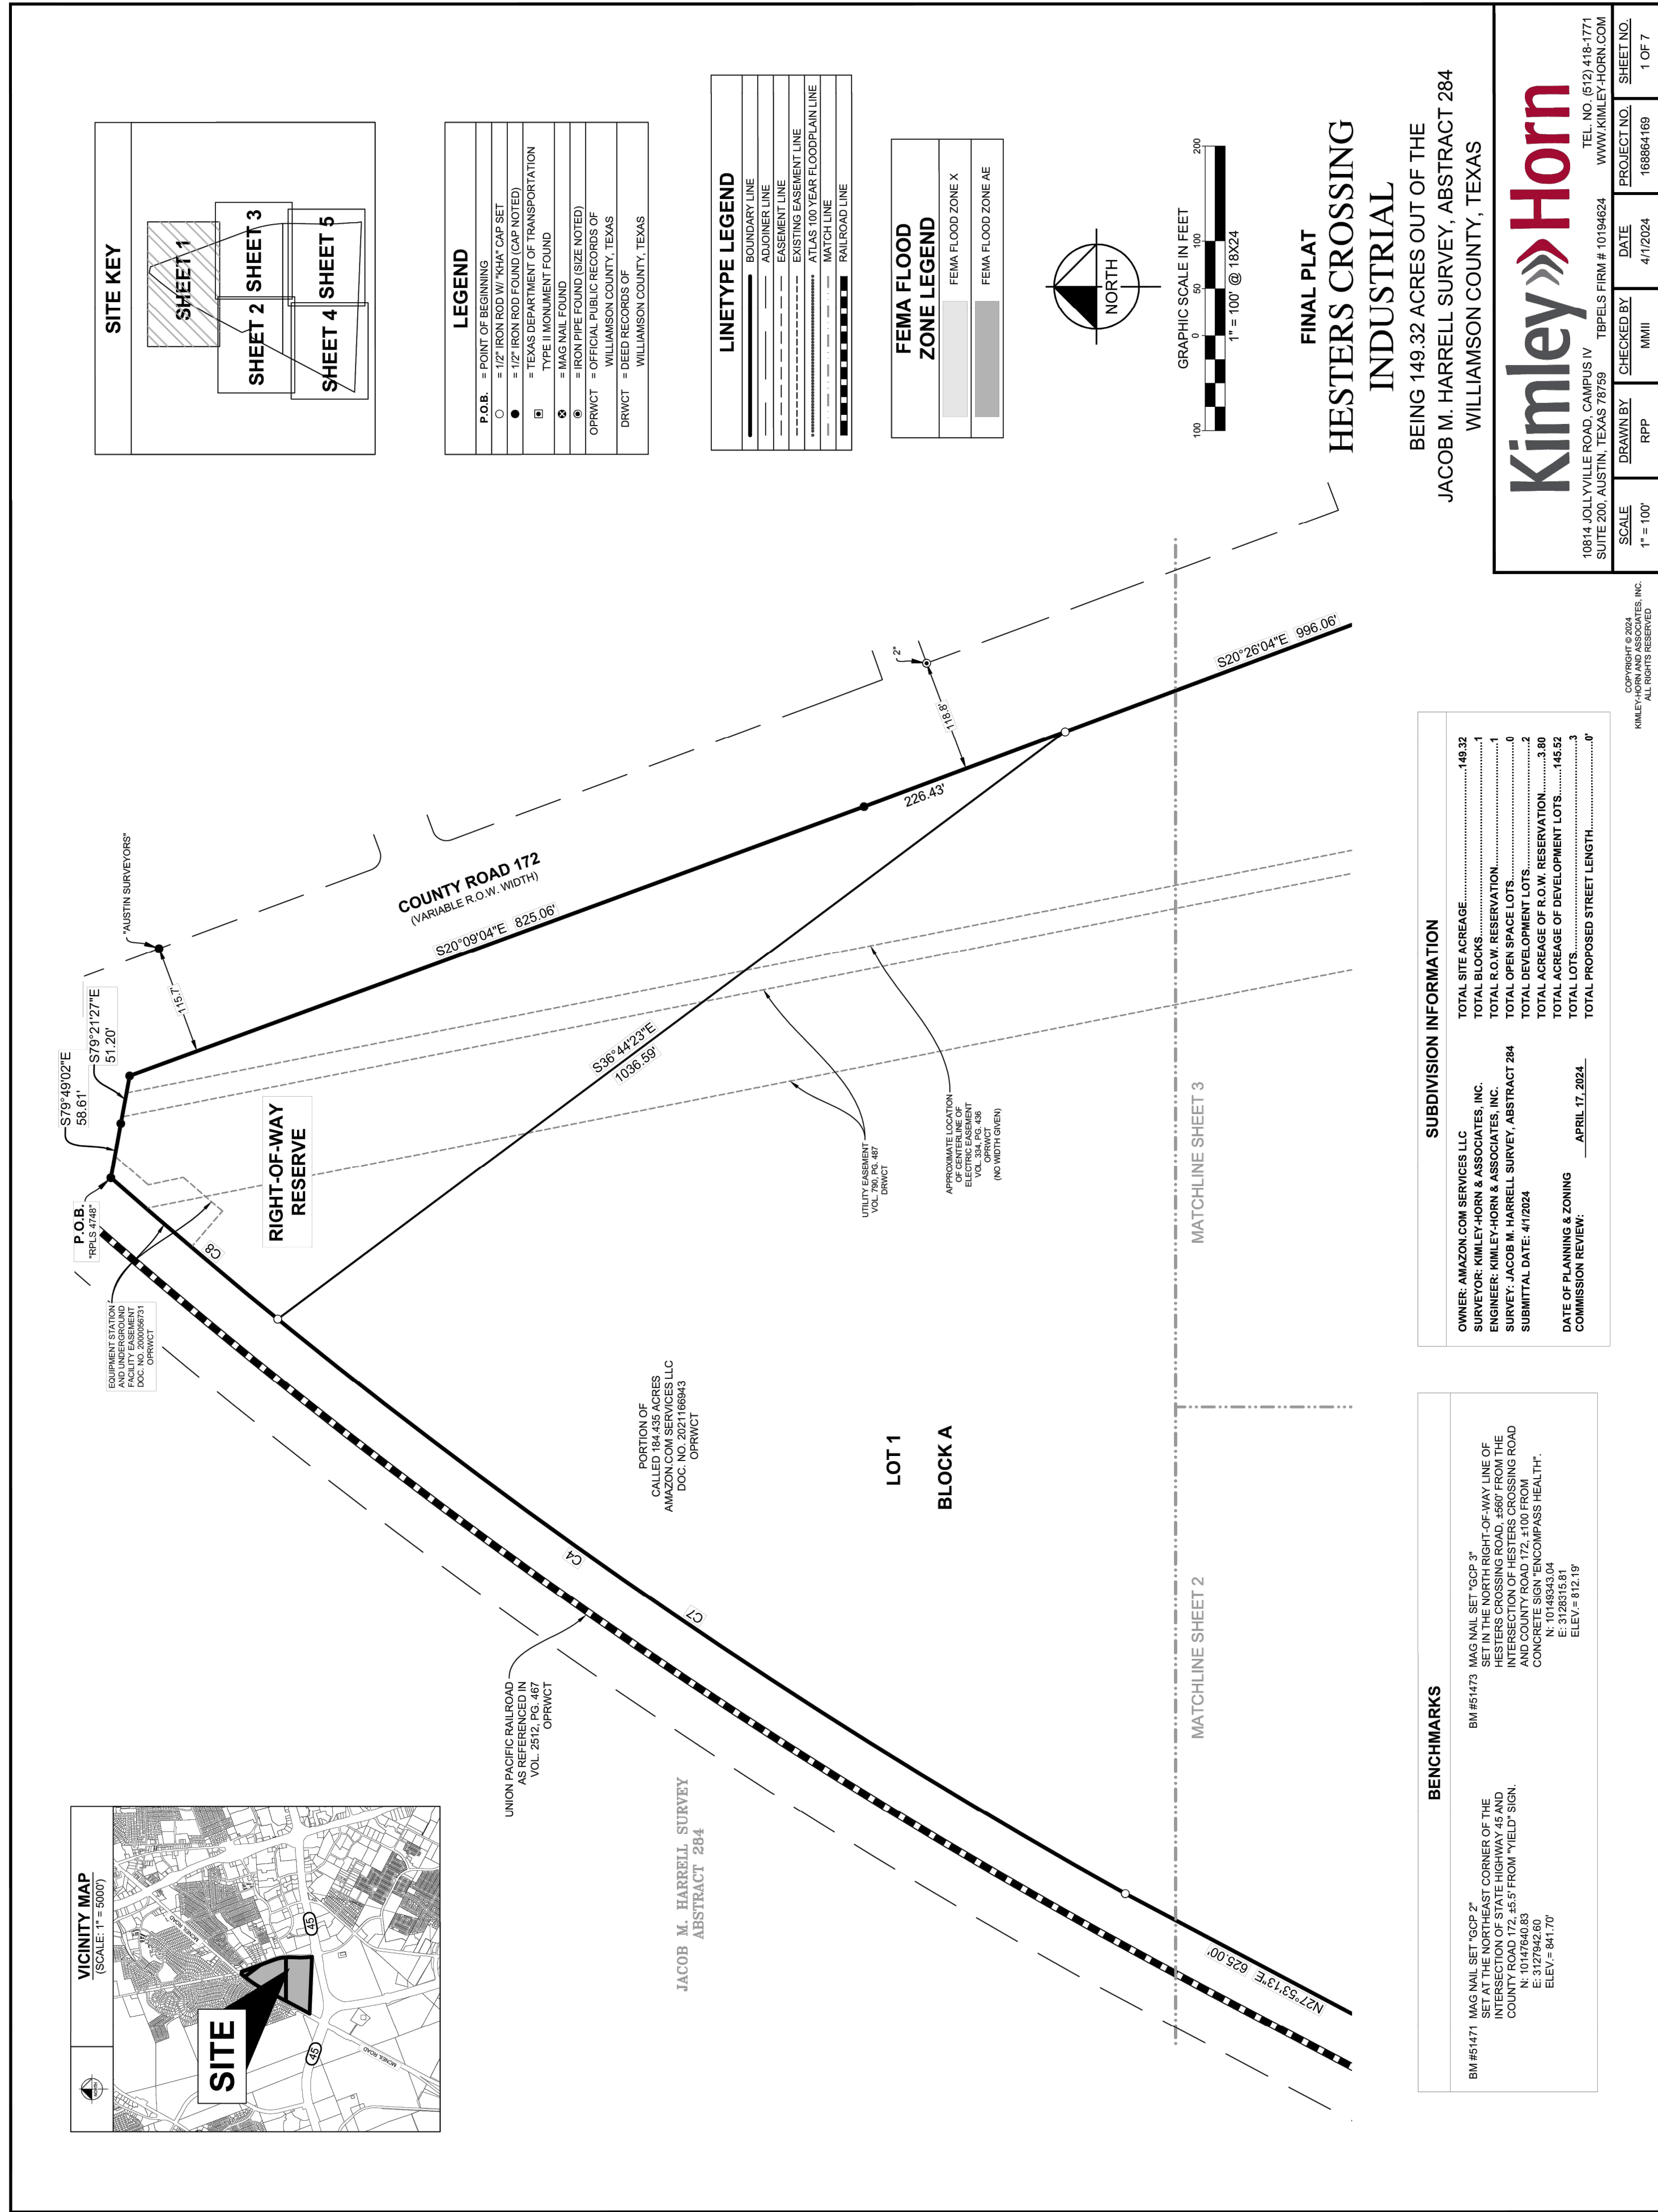 VICINITY MAP
(SCALE: 1" = 5000')
NORTH
SITE
MCNEIL ROAD
45
45
MCNEIL ROAD
SITE KEY
SHEET 1
SHEET 2
SHEET 3
SHEET 4
SHEET 5
LEGEND
P.O.B. = POINT OF BEGINNING
= 1/2" IRON ROD W/ "KHA" CAP SET
= 1/2" IRON ROD FOUND (CAP NOTED)
= TEXAS DEPARTMENT OF TRANSPORTATION
TYPE II MONUMENT FOUND
= MAG NAIL FOUND
= IRON PIPE FOUND (SIZE NOTED)
OPRWCT = OFFICIAL PUBLIC RECORDS OF
WILLIAMSON COUNTY, TEXAS
DRWCT = DEED RECORDS OF
WILLIAMSON COUNTY, TEXAS
LINETYPE LEGEND
BOUNDARY LINE
ADJOINER LINE
EASEMENT LINE
EXISTING EASEMENT LINE
ATLAS 100 YEAR FLOODPLAIN LINE
MATCH LINE
RAILROAD LINE
FEMA FLOOD
ZONE LEGEND
FEMA FLOOD ZONE X
FEMA FLOOD ZONE AE
NORTH
GRAPHIC SCALE IN FEET
100 0 50 100 200
1" = 100' @ 18X24
FINAL PLAT
HESTERS CROSSING
INDUSTRIAL
BEING 149.32 ACRES OUT OF THE
JACOB M. HARRELL SURVEY, ABSTRACT 284
WILLIAMSON COUNTY, TEXAS
Kimley»Horn
10814 JOLLYVILLE ROAD, CAMPUS IV
SUITE 200, AUSTIN, TEXAS 78759
TBPELS FIRM # 10194624
TEL. NO. (512) 418-1771
WWW.KIMLEY-HORN.COM
SCALE DRAWN BY CHECKED BY DATE PROJECT NO. SHEET NO.
1" = 100' RPP MMII 4/1/2024 168864169 1 OF 7
COPYRIGHT © 2024
KIMLEY-HORN AND ASSOCIATES, INC.
ALL RIGHTS RESERVED
P.O.B.
"RPLS 4748"
S79°49'02"E
58.61'
S79°21'27"E
51.20'
"AUSTIN SURVEYORS"
115.7'
COUNTY ROAD 172
(VARIABLE R.O.W. WIDTH)
S20°09'04"E 825.06'
226.43'
2"
118.8'
S20°26'04"E 996.06'
RIGHT-OF-WAY
RESERVE
S36°44'23"E
1036.59'
EQUIPMENT STATION
AND UNDERGROUND
FACILITY EASEMENT
DOC. NO. 2000056731
OPRWCT
C8
UTILITY EASEMENT
VOL. 790, PG. 487
DRWCT
APPROXIMATE LOCATION
OF CENTERLINE OF
ELECTRIC EASEMENT
VOL. 334, PG. 436
OPRWCT
(NO WIDTH GIVEN)
PORTION OF
CALLED 184.435 ACRES
AMAZON.COM SERVICES LLC
DOC. NO. 2021166943
OPRWCT
LOT 1
BLOCK A
C4
C7
UNION PACIFIC RAILROAD
AS REFERENCED IN
VOL. 2512, PG. 467
OPRWCT
JACOB M. HARRELL SURVEY
ABSTRACT 284
N27°53'13"E 625.00'
MATCHLINE SHEET 2
MATCHLINE SHEET 3
BENCHMARKS
BM #51471 MAG NAIL SET "GCP 2"
SET AT THE NORTHEAST CORNER OF THE
INTERSECTION OF STATE HIGHWAY 45 AND
COUNTY ROAD 172, ±5.5' FROM "YIELD" SIGN.
N: 10147640.83
E: 3127942.60
ELEV.= 841.70'
BM #51473 MAG NAIL SET "GCP 3"
SET IN THE NORTH RIGHT-OF-WAY LINE OF
HESTERS CROSSING ROAD, ±560' FROM THE
INTERSECTION OF HESTERS CROSSING ROAD
AND COUNTY ROAD 172, ±100 FROM
CONCRETE SIGN "ENCOMPASS HEALTH".
N: 10149343.04
E: 3128315.81
ELEV.= 812.19'
SUBDIVISION INFORMATION
OWNER: AMAZON.COM SERVICES LLC
SURVEYOR: KIMLEY-HORN & ASSOCIATES, INC.
ENGINEER: KIMLEY-HORN & ASSOCIATES, INC.
SURVEY: JACOB M. HARRELL SURVEY, ABSTRACT 284
SUBMITTAL DATE: 4/1/2024
DATE OF PLANNING & ZONING
COMMISSION REVIEW: APRIL 17, 2024
TOTAL SITE ACREAGE...149.32
TOTAL BLOCKS...1
TOTAL R.O.W. RESERVATION...1
TOTAL OPEN SPACE LOTS...0
TOTAL DEVELOPMENT LOTS...2
TOTAL ACREAGE OF R.O.W. RESERVATION...3.80
TOTAL ACREAGE OF DEVELOPMENT LOTS...145.52
TOTAL LOTS...3
TOTAL PROPOSED STREET LENGTH...0'